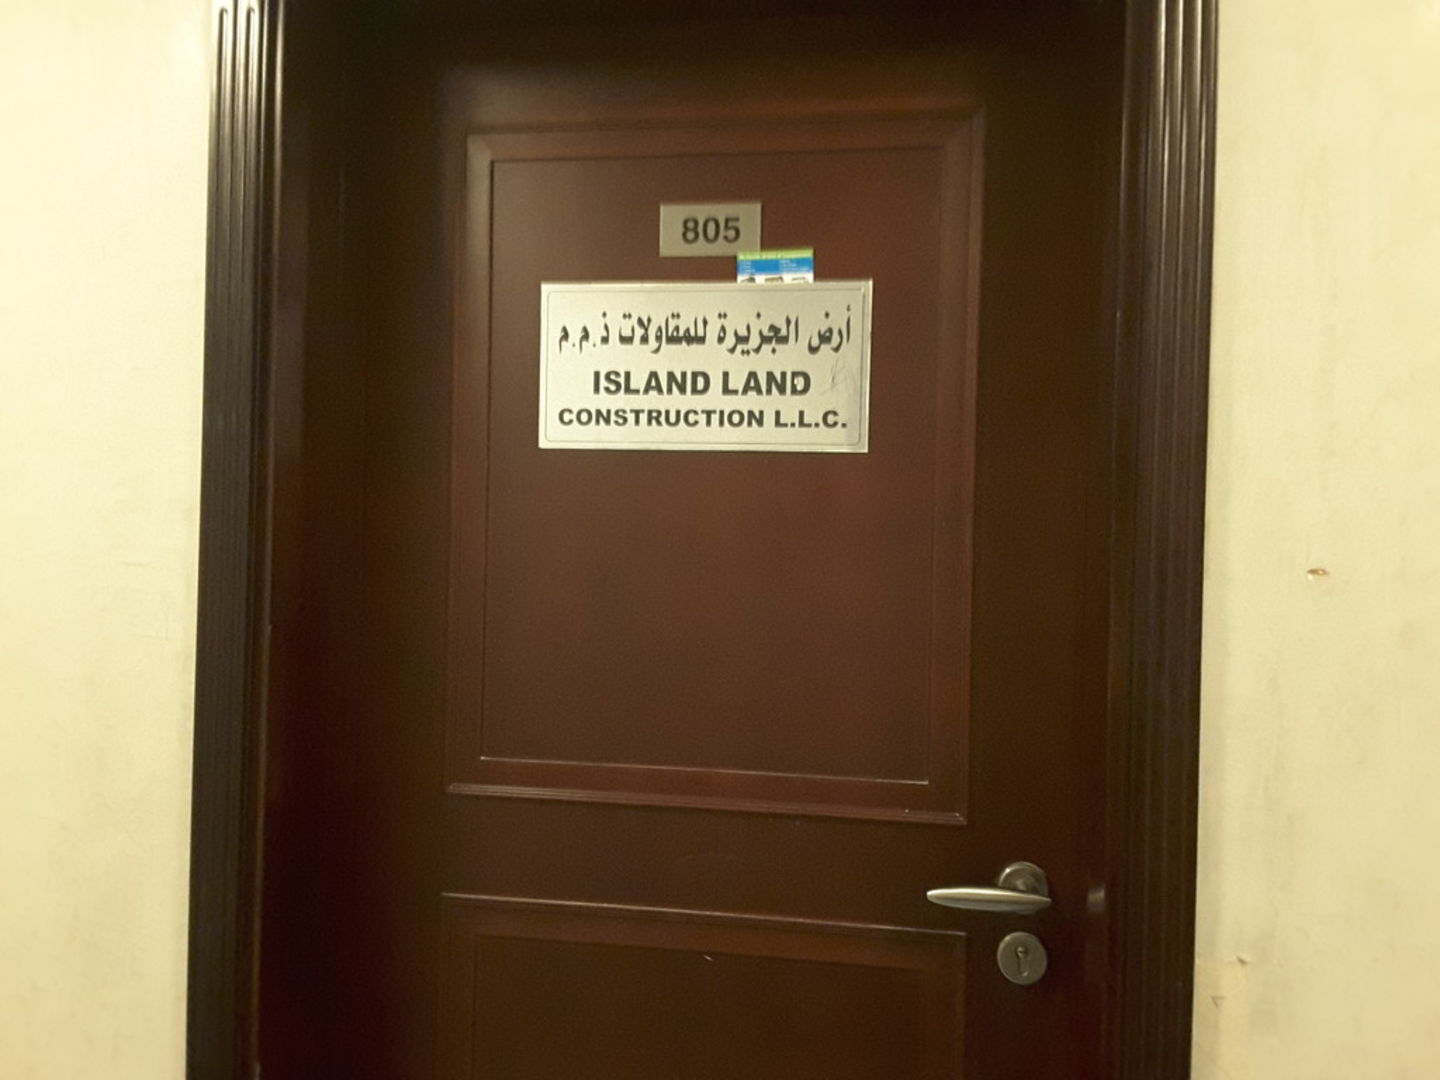 805
أرض الجزيرة للمقاولات ذ.م.م
ISLAND LAND
CONSTRUCTION L.L.C.